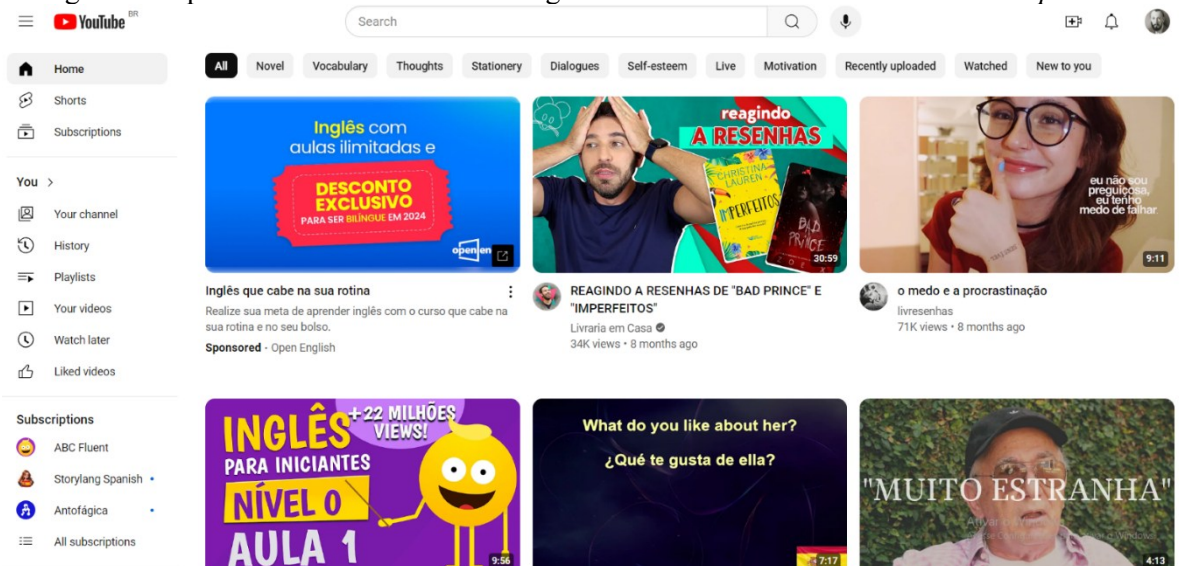 YouTube BR
Search
Home
Shorts
Subscriptions
You >
Your channel
History
Playlists
Your videos
Watch later
Liked videos
Subscriptions
ABC Fluent
Storylang Spanish
Antofágica
All subscriptions
All Novel Vocabulary Thoughts Stationery Dialogues Self-esteem Live Motivation Recently uploaded Watched New to you
Inglês com
aulas ilimitadas e
DESCONTO
EXCLUSIVO
PARA SER BILÍNGUE EM 2024
open en
Inglês que cabe na sua rotina
Realize sua meta de aprender inglês com o curso que cabe na
sua rotina e no seu bolso.
Sponsored · Open English
reagindo
A RESENHAS
CHRISTINA
LAUREN
IMPERFEITOS
BAD
PRINCE
30:59
REAGINDO A RESENHAS DE "BAD PRINCE" E
"IMPERFEITOS"
Livraria em Casa
34K views • 8 months ago
eu não sou
preguiçosa,
eu tenho
medo de falhar
9:11
o medo e a procrastinação
livresenhas
71K views • 8 months ago
INGLÊS
+22 MILHÕES
VIEWS!
PARA INICIANTES
NÍVEL 0
AULA 1
9:56
What do you like about her?
¿Qué te gusta de ella?
7:17
"MUITO ESTRANHA"
Ativar o Windows
4:13